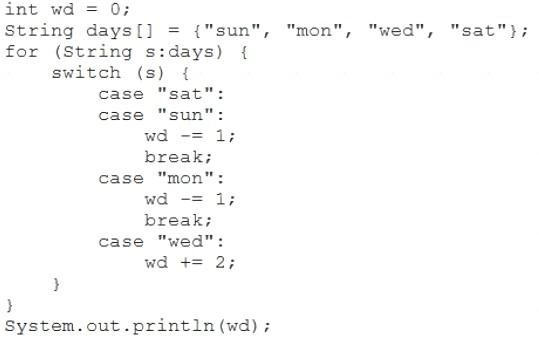 int wd = 0;
String days[] = {"sun", "mon", "wed", "sat"};
for (String s:days) {
    switch (s) {
        case "sat":
        case "sun":
            wd -= 1;
            break;
        case "mon":
            wd -= 1;
            break;
        case "wed":
            wd += 2;
    }
}
System.out.println(wd);